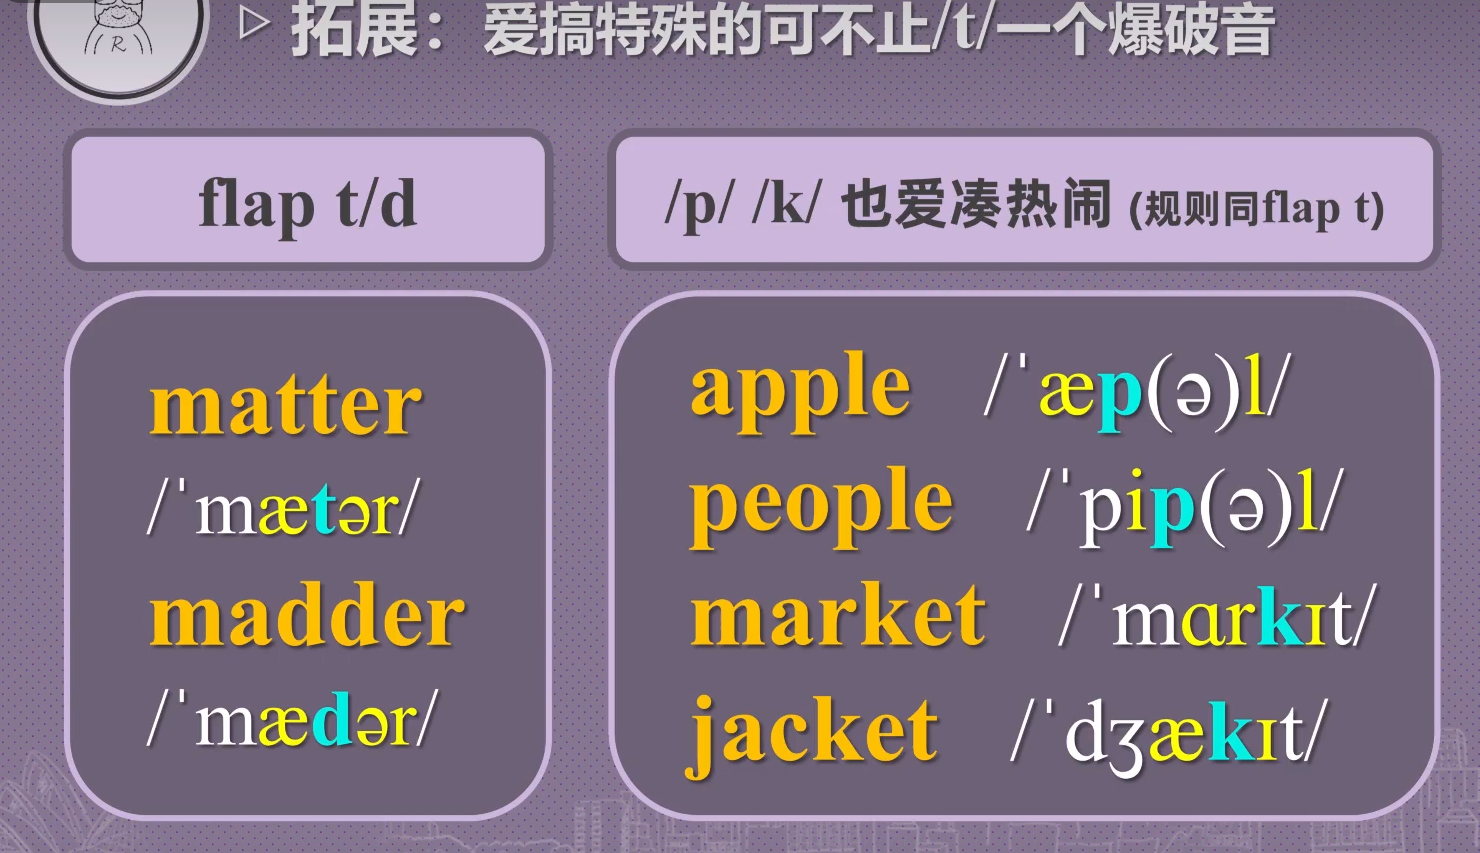 R
▷ 拓展：爱搞特殊的可不止/t/一个爆破音
flap t/d
matter
/ˈmætər/
madder
/ˈmædər/
/p/ /k/ 也爱凑热闹 (规则同flap t)
apple /ˈæp(ə)l/
people /ˈpip(ə)l/
market /ˈmɑrkɪt/
jacket /ˈdʒækɪt/